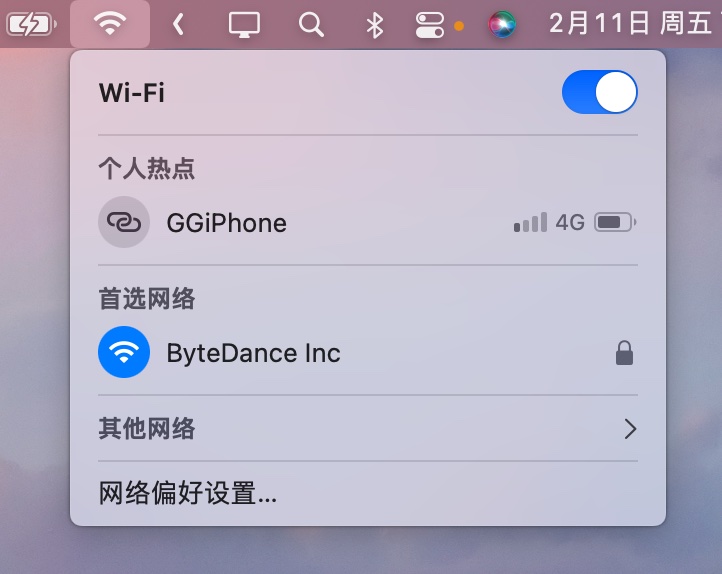 2月11日 周五
Wi-Fi
个人热点
GGiPhone 4G
首选网络
ByteDance Inc
其他网络
网络偏好设置...